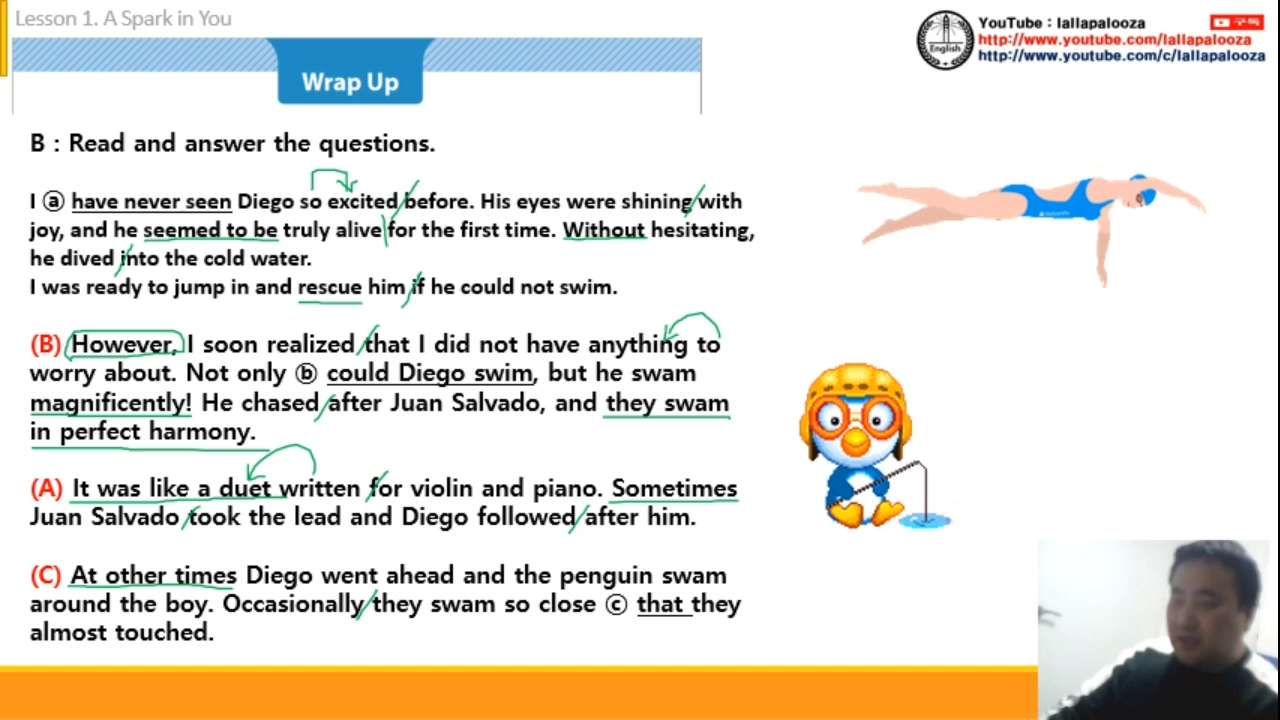 Lesson 1. A Spark in You
YouTube : lallapalooza
구독
http://www.youtube.com/lallapalooza
http://www.youtube.com/c/lallapalooza
English
Wrap Up
B : Read and answer the questions.
I ⓐ have never seen Diego so excited before. His eyes were shining with
joy, and he seemed to be truly alive for the first time. Without hesitating,
he dived into the cold water.
I was ready to jump in and rescue him if he could not swim.
(B) However, I soon realized that I did not have anything to
worry about. Not only ⓑ could Diego swim, but he swam
magnificently! He chased after Juan Salvado, and they swam
in perfect harmony.
(A) It was like a duet written for violin and piano. Sometimes
Juan Salvado took the lead and Diego followed after him.
(C) At other times Diego went ahead and the penguin swam
around the boy. Occasionally they swam so close ⓒ that they
almost touched.